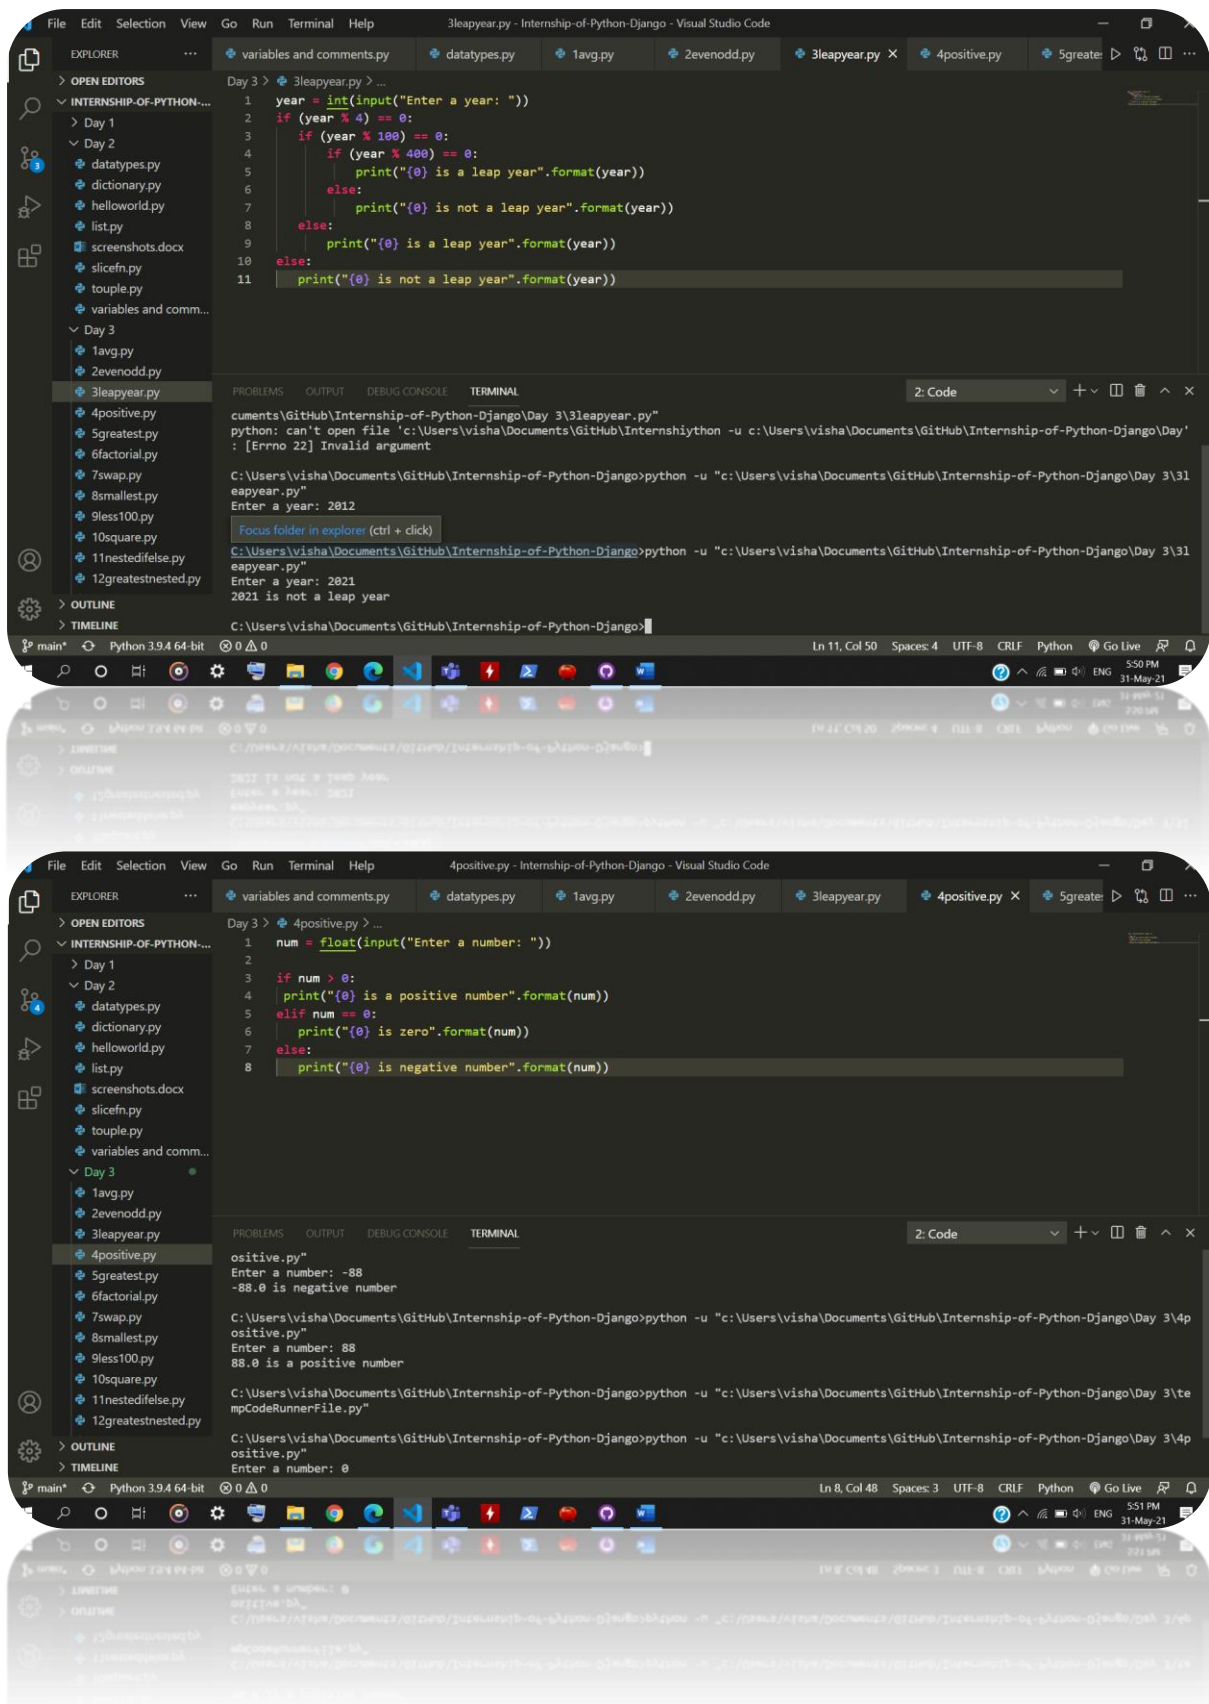 File Edit Selection View Go Run Terminal Help 3leapyear.py - Internship-of-Python-Django - Visual Studio Code
EXPLORER ··· variables and comments.py datatypes.py 1avg.py 2evenodd.py 3leapyear.py 4positive.py 5greate
OPEN EDITORS
INTERNSHIP-OF-PYTHON-...
Day 1
Day 2
datatypes.py
dictionary.py
helloworld.py
list.py
screenshots.docx
slicefn.py
touple.py
variables and comm...
Day 3
1avg.py
2evenodd.py
3leapyear.py
4positive.py
5greatest.py
6factorial.py
7swap.py
8smallest.py
9less100.py
10square.py
11nestedifelse.py
12greatestnested.py
OUTLINE
TIMELINE
3
Day 3 > 3leapyear.py > ...
1 year = int(input("Enter a year: "))
2 if (year % 4) == 0:
3 if (year % 100) == 0:
4 if (year % 400) == 0:
5 print("{0} is a leap year".format(year))
6 else:
7 print("{0} is not a leap year".format(year))
8 else:
9 print("{0} is a leap year".format(year))
10 else:
11 print("{0} is not a leap year".format(year))
PROBLEMS OUTPUT DEBUG CONSOLE TERMINAL 2: Code
cuments\GitHub\Internship-of-Python-Django\Day 3\3leapyear.py"
python: can't open file 'c:\Users\visha\Documents\GitHub\Internshiython -u c:\Users\visha\Documents\GitHub\Internship-of-Python-Django\Day'
: [Errno 22] Invalid argument
C:\Users\visha\Documents\GitHub\Internship-of-Python-Django>python -u "c:\Users\visha\Documents\GitHub\Internship-of-Python-Django\Day 3\3l
eapyear.py"
Enter a year: 2012
Focus folder in explorer (ctrl + click)
C:\Users\visha\Documents\GitHub\Internship-of-Python-Django>python -u "c:\Users\visha\Documents\GitHub\Internship-of-Python-Django\Day 3\3l
eapyear.py"
Enter a year: 2021
2021 is not a leap year
C:\Users\visha\Documents\GitHub\Internship-of-Python-Django>
main* Python 3.9.4 64-bit 0 0 Ln 11, Col 50 Spaces: 4 UTF-8 CRLF Python Go Live
ENG 5:50 PM
31-May-21
File Edit Selection View Go Run Terminal Help 4positive.py - Internship-of-Python-Django - Visual Studio Code
EXPLORER ··· variables and comments.py datatypes.py 1avg.py 2evenodd.py 3leapyear.py 4positive.py 5greate
OPEN EDITORS
INTERNSHIP-OF-PYTHON-...
Day 1
Day 2
datatypes.py
dictionary.py
helloworld.py
list.py
screenshots.docx
slicefn.py
touple.py
variables and comm...
Day 3
1avg.py
2evenodd.py
3leapyear.py
4positive.py
5greatest.py
6factorial.py
7swap.py
8smallest.py
9less100.py
10square.py
11nestedifelse.py
12greatestnested.py
OUTLINE
TIMELINE
4
Day 3 > 4positive.py > ...
1 num = float(input("Enter a number: "))
2
3 if num > 0:
4 print("{0} is a positive number".format(num))
5 elif num == 0:
6 print("{0} is zero".format(num))
7 else:
8 print("{0} is negative number".format(num))
PROBLEMS OUTPUT DEBUG CONSOLE TERMINAL 2: Code
ositive.py"
Enter a number: -88
-88.0 is negative number
C:\Users\visha\Documents\GitHub\Internship-of-Python-Django>python -u "c:\Users\visha\Documents\GitHub\Internship-of-Python-Django\Day 3\4p
ositive.py"
Enter a number: 88
88.0 is a positive number
C:\Users\visha\Documents\GitHub\Internship-of-Python-Django>python -u "c:\Users\visha\Documents\GitHub\Internship-of-Python-Django\Day 3\te
mpCodeRunnerFile.py"
C:\Users\visha\Documents\GitHub\Internship-of-Python-Django>python -u "c:\Users\visha\Documents\GitHub\Internship-of-Python-Django\Day 3\4p
ositive.py"
Enter a number: 0
main* Python 3.9.4 64-bit 0 0 Ln 8, Col 48 Spaces: 3 UTF-8 CRLF Python Go Live
ENG 5:51 PM
31-May-21